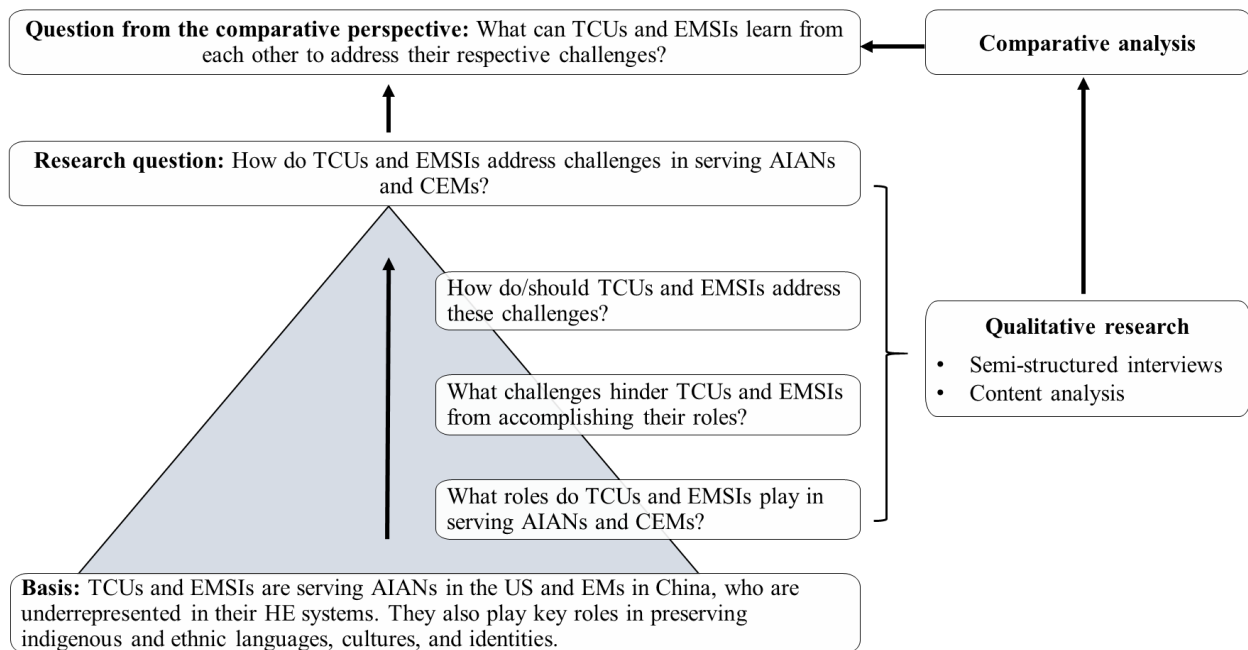 Question from the comparative perspective: What can TCUs and EMSIs learn from
each other to address their respective challenges?
Comparative analysis
Research question: How do TCUs and EMSIs address challenges in serving AIANs
and CEMs?
How do/should TCUs and EMSIs address
these challenges?
What challenges hinder TCUs and EMSIs
from accomplishing their roles?
What roles do TCUs and EMSIs play in
serving AIANs and CEMs?
Qualitative research
• Semi-structured interviews
• Content analysis
Basis: TCUs and EMSIs are serving AIANs in the US and EMs in China, who are
underrepresented in their HE systems. They also play key roles in preserving
indigenous and ethnic languages, cultures, and identities.